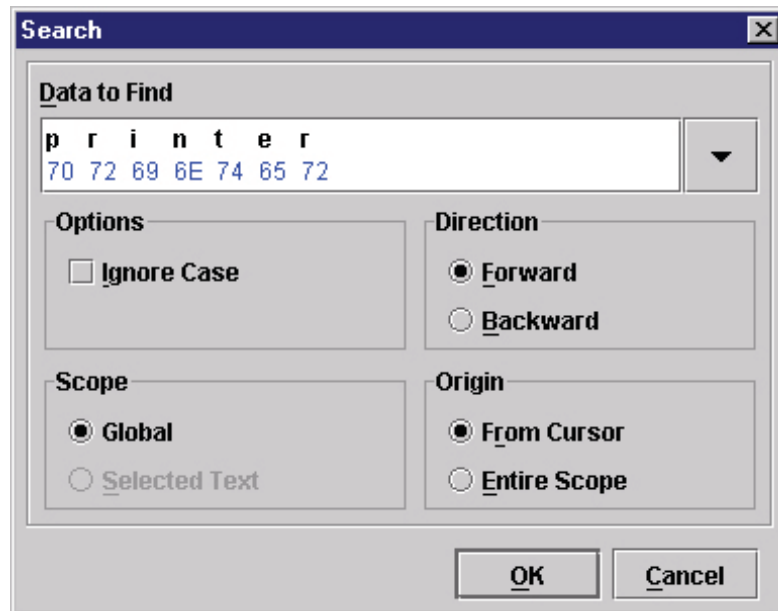 Search
Data to Find
p r i n t e r
70 72 69 6E 74 65 72
Options
Ignore Case
Direction
Forward
Backward
Scope
Global
Selected Text
Origin
From Cursor
Entire Scope
OK Cancel